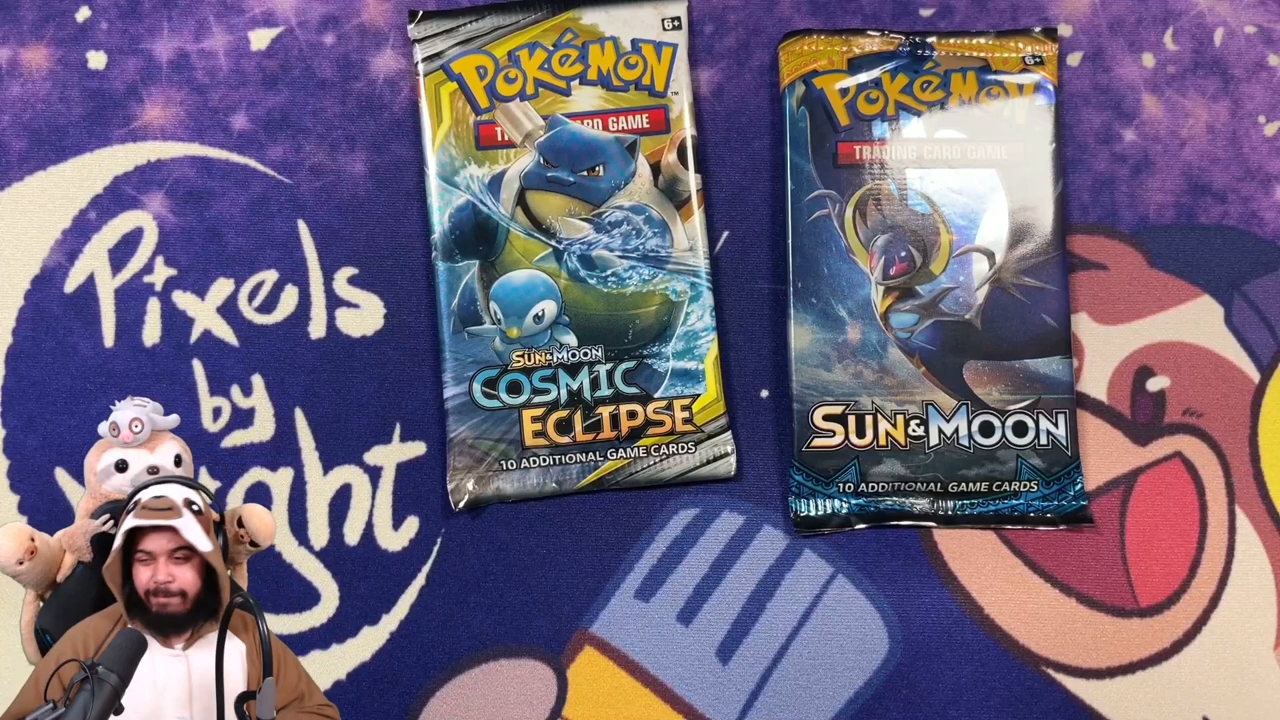 Pixels
by
Night
6+
POKéMON
TM
TRADING CARD GAME
SUN & MOON
COSMIC
ECLIPSE
10 ADDITIONAL GAME CARDS
6+
POKéMON
TRADING CARD GAME
SUN & MOON
10 ADDITIONAL GAME CARDS